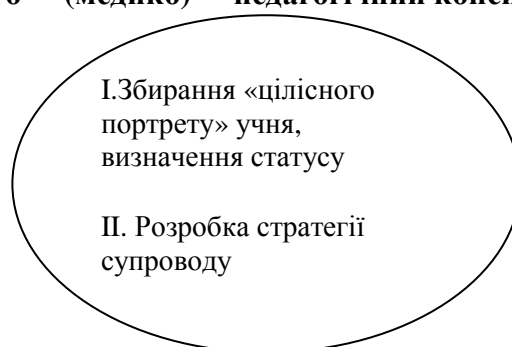 (медико) педагогічний
І.Збирання «цілісного
портрету» учня,
визначення статусу
ІІ. Розробка стратегії
супроводу